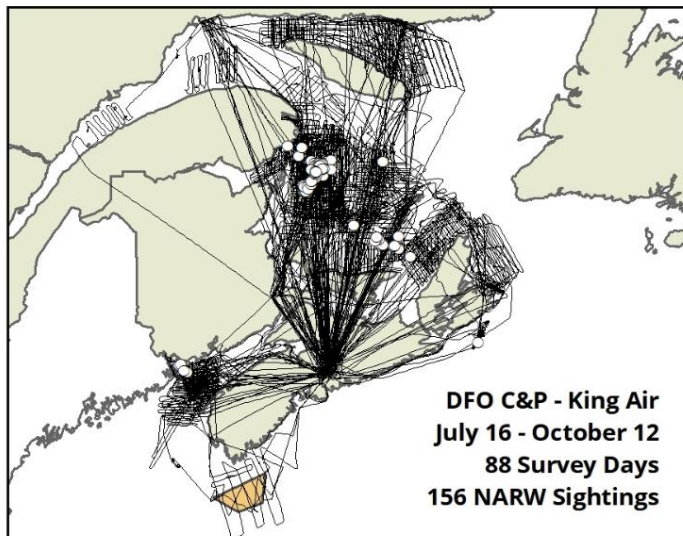 DFO C&P - King Air
July 16 - October 12
88 Survey Days
156 NARW Sightings